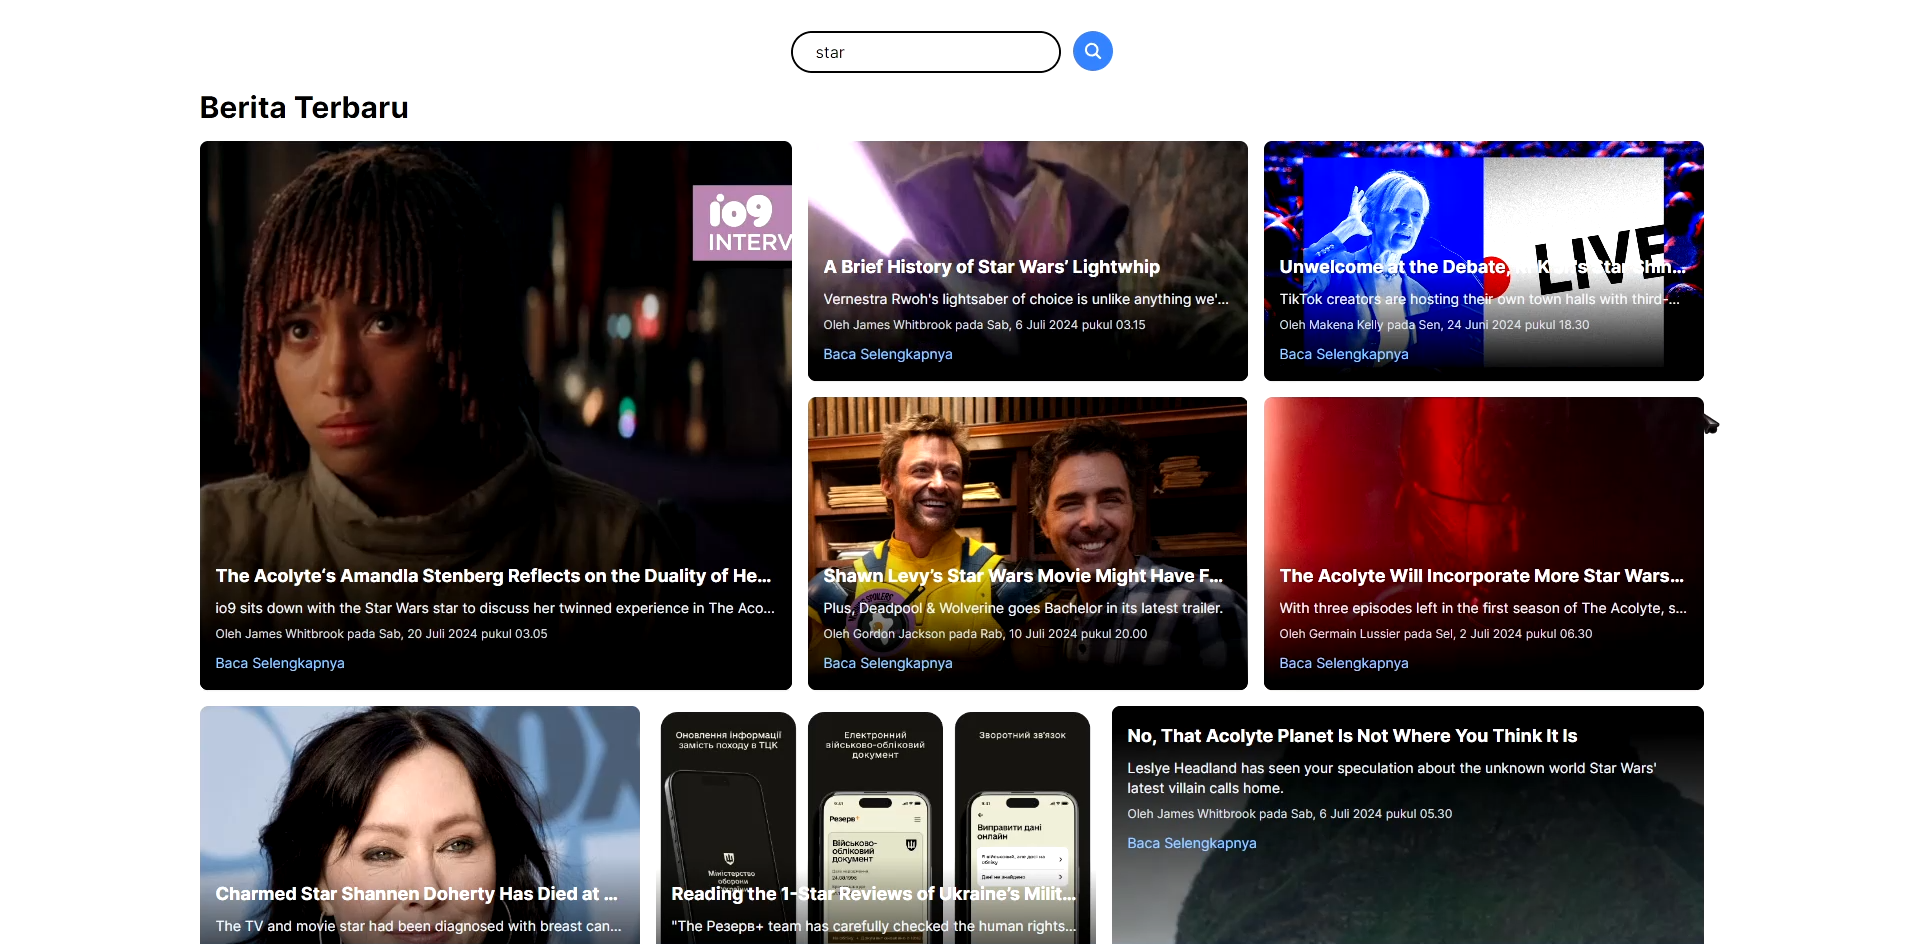 star
Berita Terbaru
io9
INTERV
The Acolyte‘s Amandla Stenberg Reflects on the Duality of He...
io9 sits down with the Star Wars star to discuss her twinned experience in The Aco...
Oleh James Whitbrook pada Sab, 20 Juli 2024 pukul 03.05
Baca Selengkapnya
A Brief History of Star Wars’ Lightwhip
Vernestra Rwoh's lightsaber of choice is unlike anything we'...
Oleh James Whitbrook pada Sab, 6 Juli 2024 pukul 03.15
Baca Selengkapnya
LIVE
Unwelcome at the Debate, RFK Jr.'s Star Shin...
TikTok creators are hosting their own town halls with third-...
Oleh Makena Kelly pada Sen, 24 Juni 2024 pukul 18.30
Baca Selengkapnya
Shawn Levy’s Star Wars Movie Might Have F...
Plus, Deadpool & Wolverine goes Bachelor in its latest trailer.
Oleh Gordon Jackson pada Rab, 10 Juli 2024 pukul 20.00
Baca Selengkapnya
The Acolyte Will Incorporate More Star Wars...
With three episodes left in the first season of The Acolyte, s...
Oleh Germain Lussier pada Sel, 2 Juli 2024 pukul 06.30
Baca Selengkapnya
Charmed Star Shannen Doherty Has Died at ...
The TV and movie star had been diagnosed with breast can...
Оновлення інформації
замість походу в ТЦК
Міністерство
оборони
Електронний
військово-обліковий
документ
9:41
Резерв+
Військово-
обліковий
документ
24.08.1996
Зворотний зв'язок
9:41
Виправити дані
онлайн
Дані не знайдено
Reading the 1-Star Reviews of Ukraine’s Milit...
"The Резерв+ team has carefully checked the human rights...
No, That Acolyte Planet Is Not Where You Think It Is
Leslye Headland has seen your speculation about the unknown world Star Wars'
latest villain calls home.
Oleh James Whitbrook pada Sab, 6 Juli 2024 pukul 05.30
Baca Selengkapnya